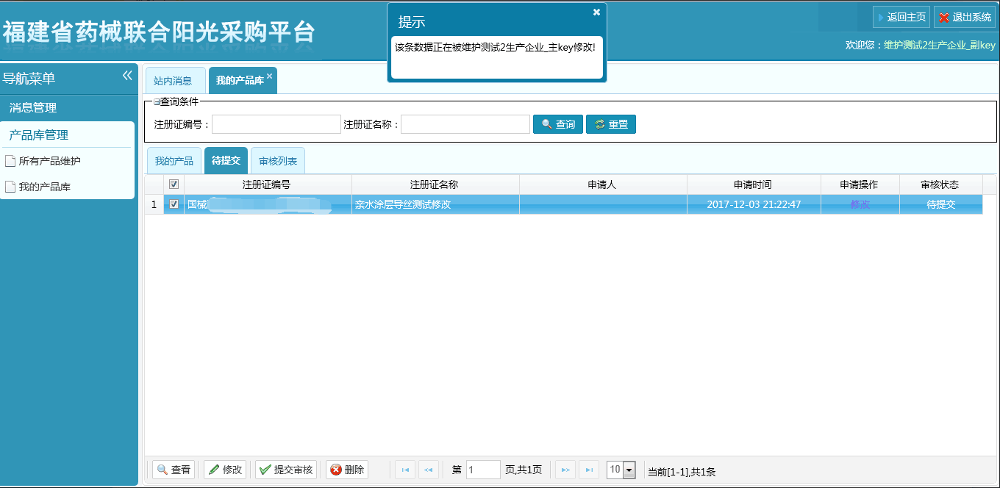 福建省药械联合阳光采购平台
提示
该条数据正在被维护测试2生产企业_主key修改!
返回主页 退出系统
欢迎您：维护测试2生产企业_副key
导航菜单
消息管理
产品库管理
所有产品维护
我的产品库
站内消息 我的产品库
查询条件
注册证编号： 注册证名称： 查询 重置
我的产品 待提交 审核列表
注册证编号 注册证名称 申请人 申请时间 申请操作 审核状态
1 国械 亲水涂层导丝测试修改 2017-12-03 21:22:47 修改 待提交
查看 修改 提交审核 删除 第 1 页,共1页 10 当前[1-1],共1条